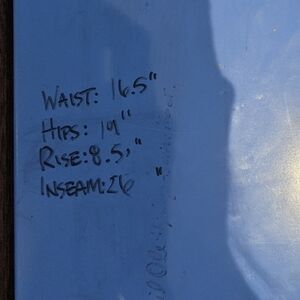 WAIST: 16.5"
HIPS: 19"
RISE: 8.5"
INSEAM: 26"